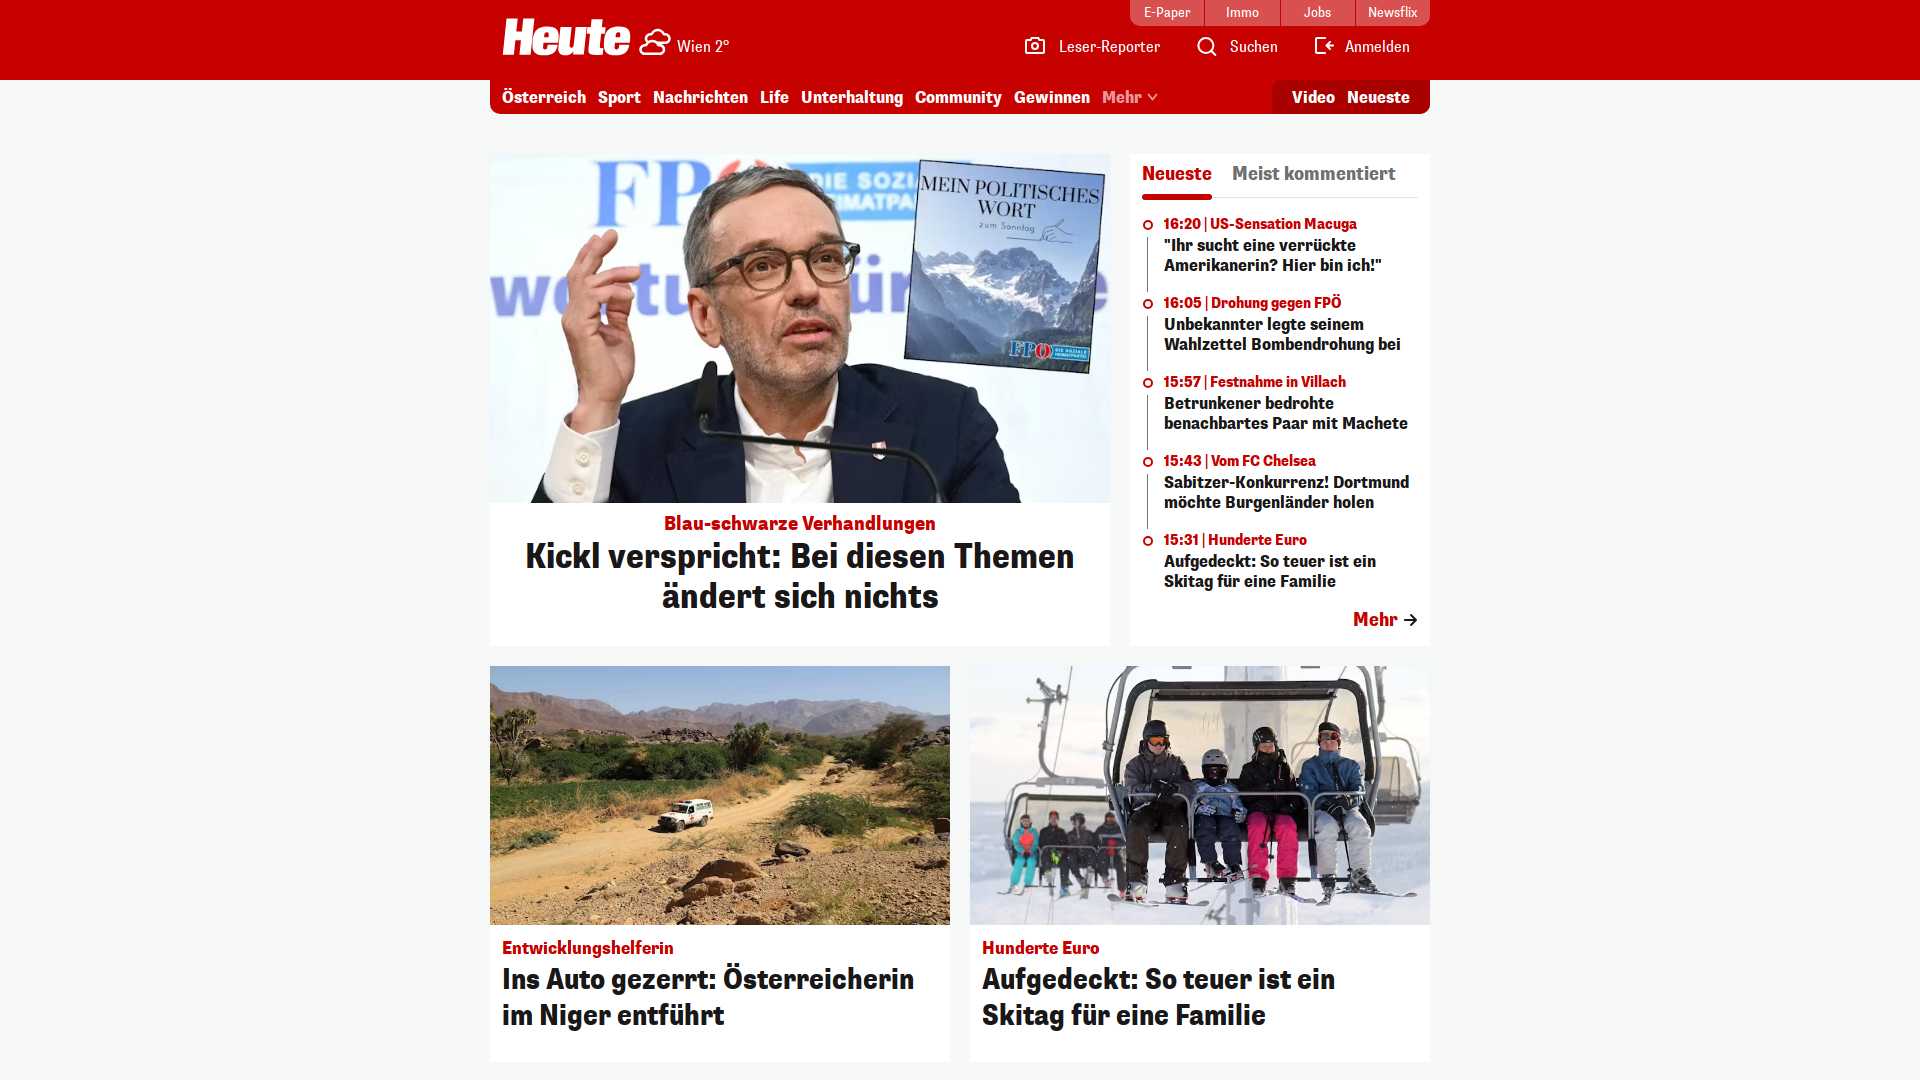 E-Paper
Immo
Jobs
Newsflix
Heute
Wien 2°
Leser-Reporter
Suchen
Anmelden
Österreich
Sport
Nachrichten
Life
Unterhaltung
Community
Gewinnen
Mehr
Video
Neueste
FP
DIE SOZI
HEIMATPA
MEIN POLITISCHES
WORT
zum Sonntag
FPÖ
DIE SOZIALE
HEIMATPARTEI
Blau-schwarze Verhandlungen
Kickl verspricht: Bei diesen Themen
ändert sich nichts
Neueste
Meist kommentiert
16:20 | US-Sensation Macuga
"Ihr sucht eine verrückte
Amerikanerin? Hier bin ich!"
16:05 | Drohung gegen FPÖ
Unbekannter legte seinem
Wahlzettel Bombendrohung bei
15:57 | Festnahme in Villach
Betrunkener bedrohte
benachbartes Paar mit Machete
15:43 | Vom FC Chelsea
Sabitzer-Konkurrenz! Dortmund
möchte Burgenländer holen
15:31 | Hunderte Euro
Aufgedeckt: So teuer ist ein
Skitag für eine Familie
Mehr
Entwicklungshelferin
Ins Auto gezerrt: Österreicherin
im Niger entführt
Hunderte Euro
Aufgedeckt: So teuer ist ein
Skitag für eine Familie